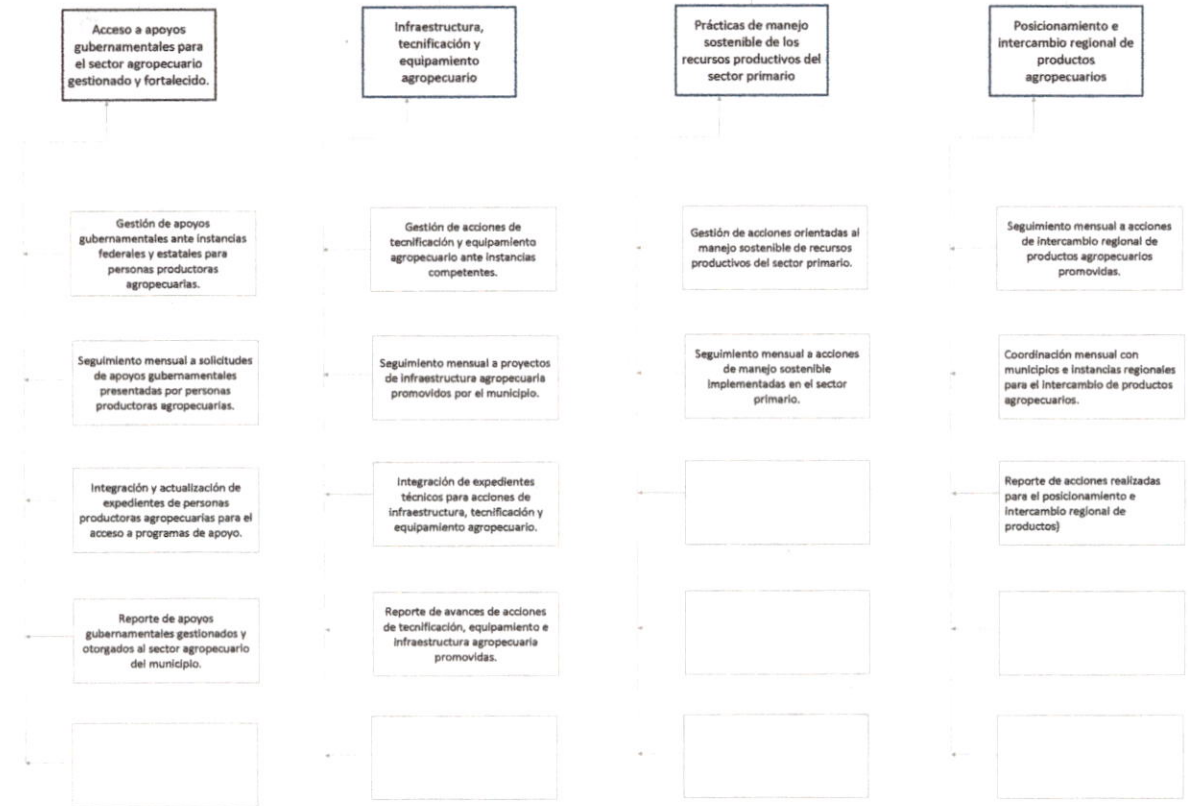 Acceso a apoyos
gubernamentales para
el sector agropecuario
gestionado y fortalecido.
Infraestructura,
tecnificación y
equipamiento
agropecuario
Prácticas de manejo
sostenible de los
recursos productivos del
sector primario
Posicionamiento e
intercambio regional de
productos
agropecuarios
Gestión de apoyos
gubernamentales ante instancias
federales y estatales para
personas productoras
agropecuarias.
Gestión de acciones de
tecnificación y equipamiento
agropecuario ante instancias
competentes.
Gestión de acciones orientadas al
manejo sostenible de recursos
productivos del sector primario.
Seguimiento mensual a acciones
de intercambio regional de
productos agropecuarios
promovidas.
Seguimiento mensual a solicitudes
de apoyos gubernamentales
presentadas por personas
productoras agropecuarias.
Seguimiento mensual a proyectos
de infraestructura agropecuaria
promovidos por el municipio.
Seguimiento mensual a acciones
de manejo sostenible
implementadas en el sector
primario.
Coordinación mensual con
municipios e instancias regionales
para el intercambio de productos
agropecuarios.
Integración y actualización de
expedientes de personas
productoras agropecuarias para el
acceso a programas de apoyo.
Integración de expedientes
técnicos para acciones de
infraestructura, tecnificación y
equipamiento agropecuario.
Reporte de acciones realizadas
para el posicionamiento e
intercambio regional de
productos}
Reporte de apoyos
gubernamentales gestionados y
otorgados al sector agropecuario
del municipio.
Reporte de avances de acciones
de tecnificación, equipamiento e
infraestructura agropecuaria
promovidas.